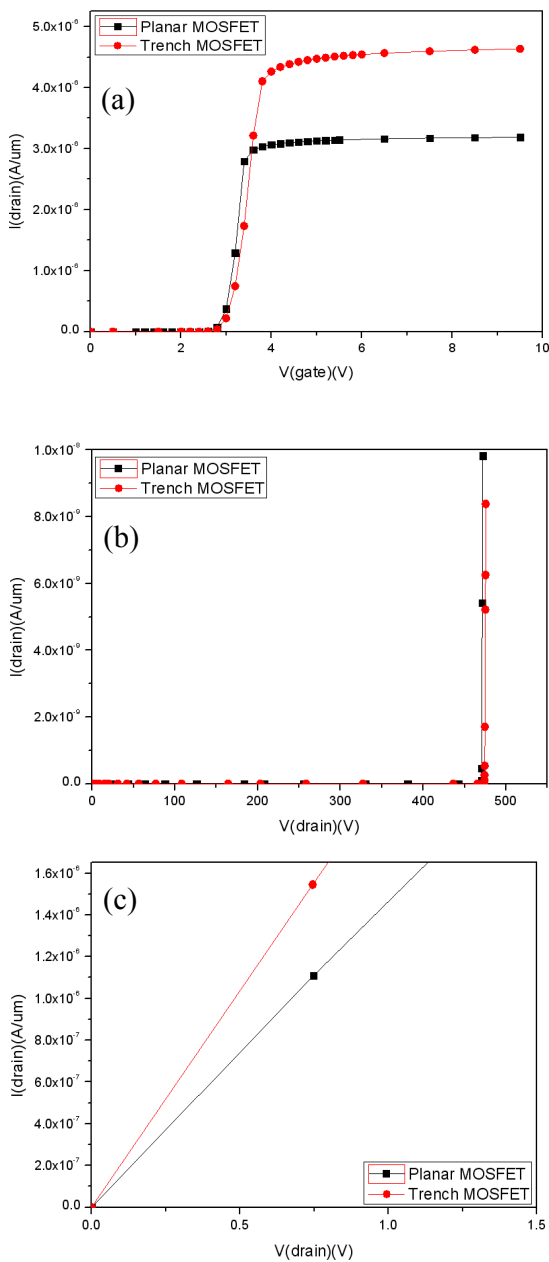 Planar MOSFET
Trench MOSFET
(a)
I(drain)(A/um)
5.0x10⁻⁶
4.0x10⁻⁶
3.0x10⁻⁶
2.0x10⁻⁶
1.0x10⁻⁶
0.0
0 2 4 6 8 10
V(gate)(V)
Planar MOSFET
Trench MOSFET
(b)
I(drain)(A/um)
1.0x10⁻⁸
8.0x10⁻⁹
6.0x10⁻⁹
4.0x10⁻⁹
2.0x10⁻⁹
0.0
0 100 200 300 400 500
V(drain)(V)
(c)
I(drain)(A/um)
1.6x10⁻⁶
1.4x10⁻⁶
1.2x10⁻⁶
1.0x10⁻⁶
8.0x10⁻⁷
6.0x10⁻⁷
4.0x10⁻⁷
2.0x10⁻⁷
0.0
Planar MOSFET
Trench MOSFET
0.0 0.5 1.0 1.5
V(drain)(V)